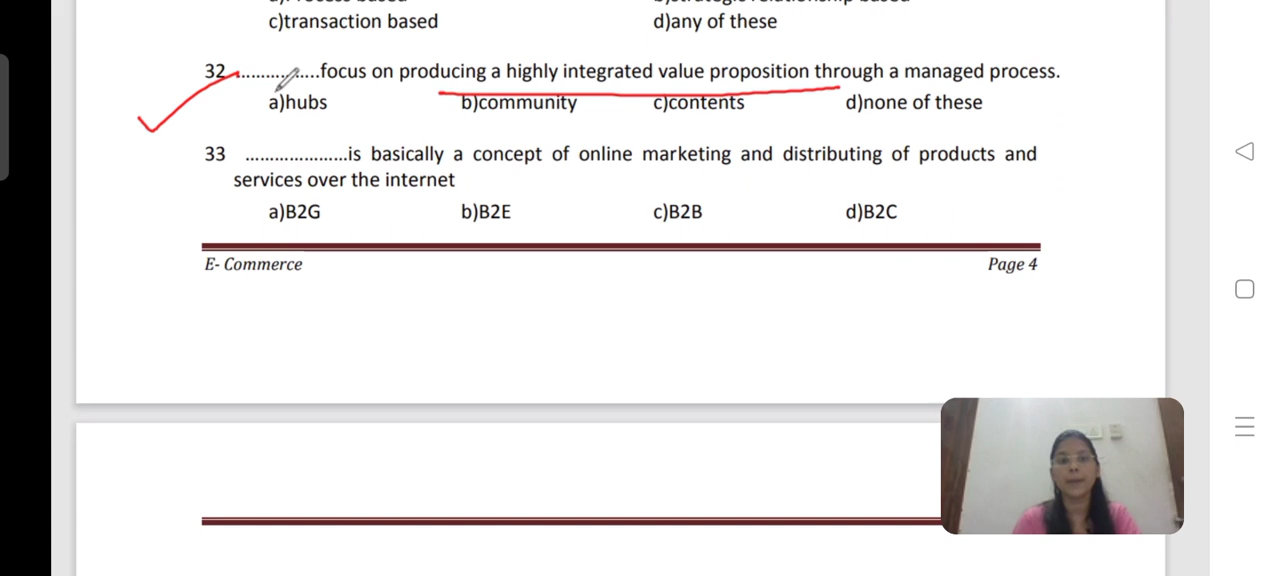 c)transaction based d)any of these
32 ....................focus on producing a highly integrated value proposition through a managed process.
a)hubs b)community c)contents d)none of these
33 .....................is basically a concept of online marketing and distributing of products and
services over the internet
a)B2G b)B2E c)B2B d)B2C
E- Commerce Page 4